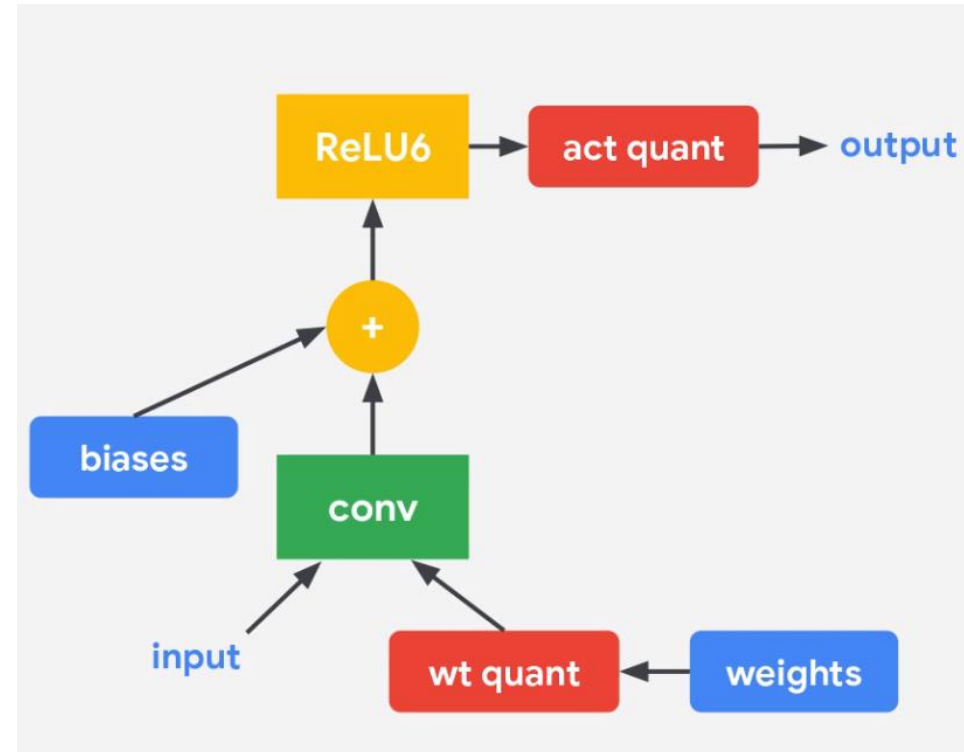 ReLU6
act quant
output
+
biases
conv
input
wt quant
weights